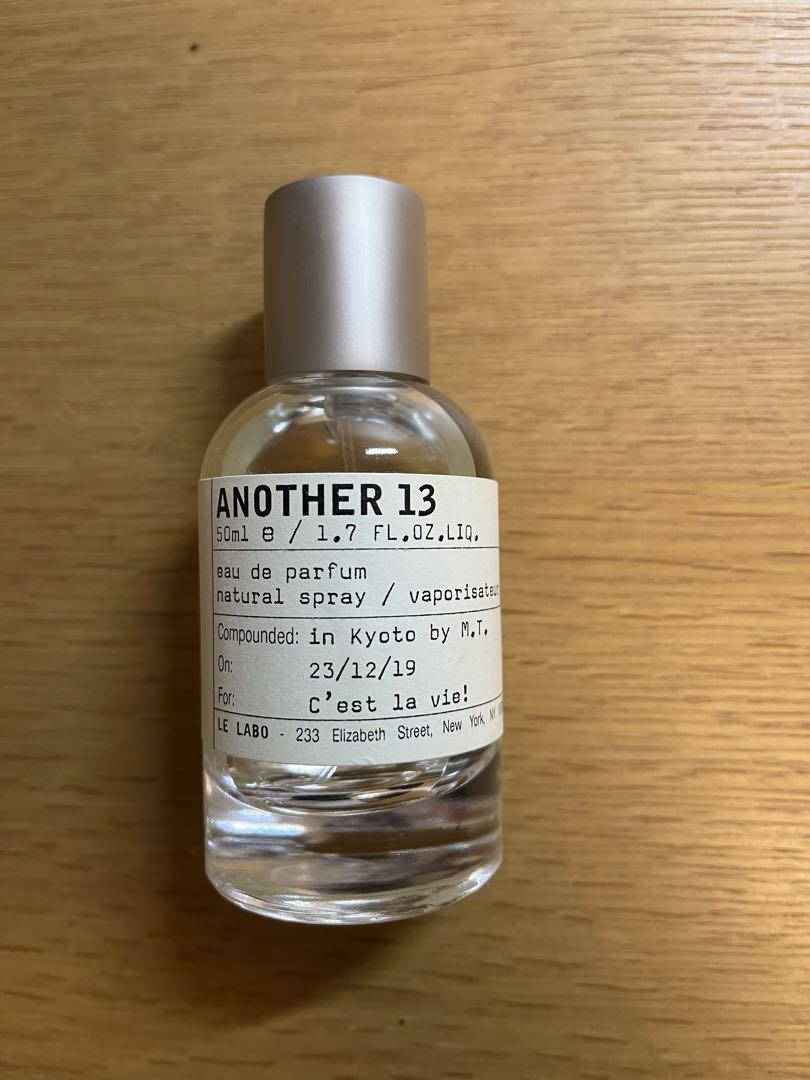 ANOTHER 13
50ml ℮ / 1.7 FL.OZ.LIQ.
eau de parfum
natural spray / vaporisateur
Compounded: in Kyoto by M.T.
On: 23/12/19
For: C'est la vie!
LE LABO - 233 Elizabeth Street, New York, NY